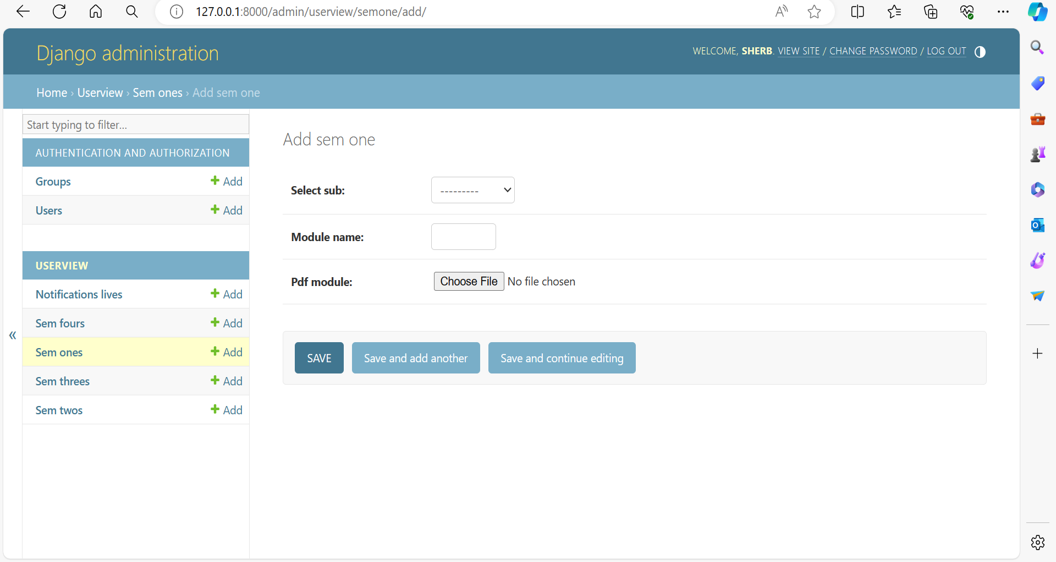 127.0.0.1:8000/admin/userview/semone/add/
Django administration
WELCOME, SHERB. VIEW SITE / CHANGE PASSWORD / LOG OUT
Home › Userview › Sem ones › Add sem one
Start typing to filter...
AUTHENTICATION AND AUTHORIZATION
Groups + Add
Users + Add
USERVIEW
Notifications lives + Add
Sem fours + Add
Sem ones + Add
Sem threes + Add
Sem twos + Add
«
Add sem one
Select sub: ---------
Module name:
Pdf module: Choose File No file chosen
SAVE Save and add another Save and continue editing